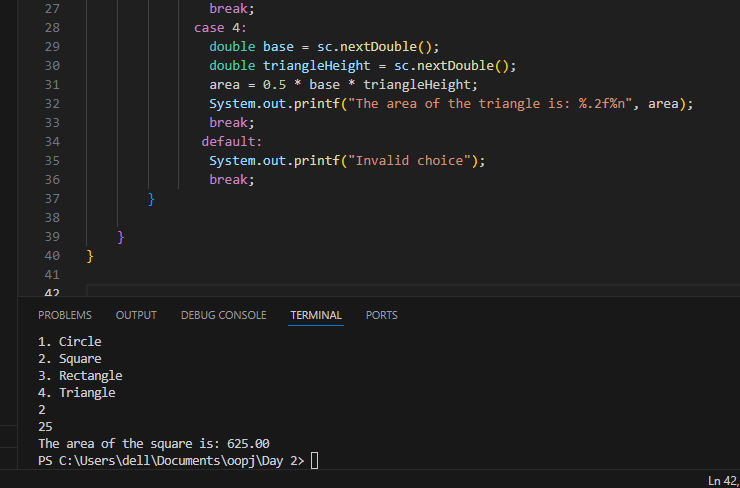 27 break;
28 case 4:
29 double base = sc.nextDouble();
30 double triangleHeight = sc.nextDouble();
31 area = 0.5 * base * triangleHeight;
32 System.out.printf("The area of the triangle is: %.2f%n", area);
33 break;
34 default:
35 System.out.printf("Invalid choice");
36 break;
37 }
38
39 }
40 }
41
42
PROBLEMS OUTPUT DEBUG CONSOLE TERMINAL PORTS
1. Circle
2. Square
3. Rectangle
4. Triangle
2
25
The area of the square is: 625.00
PS C:\Users\dell\Documents\oopj\Day 2>
Ln 42,